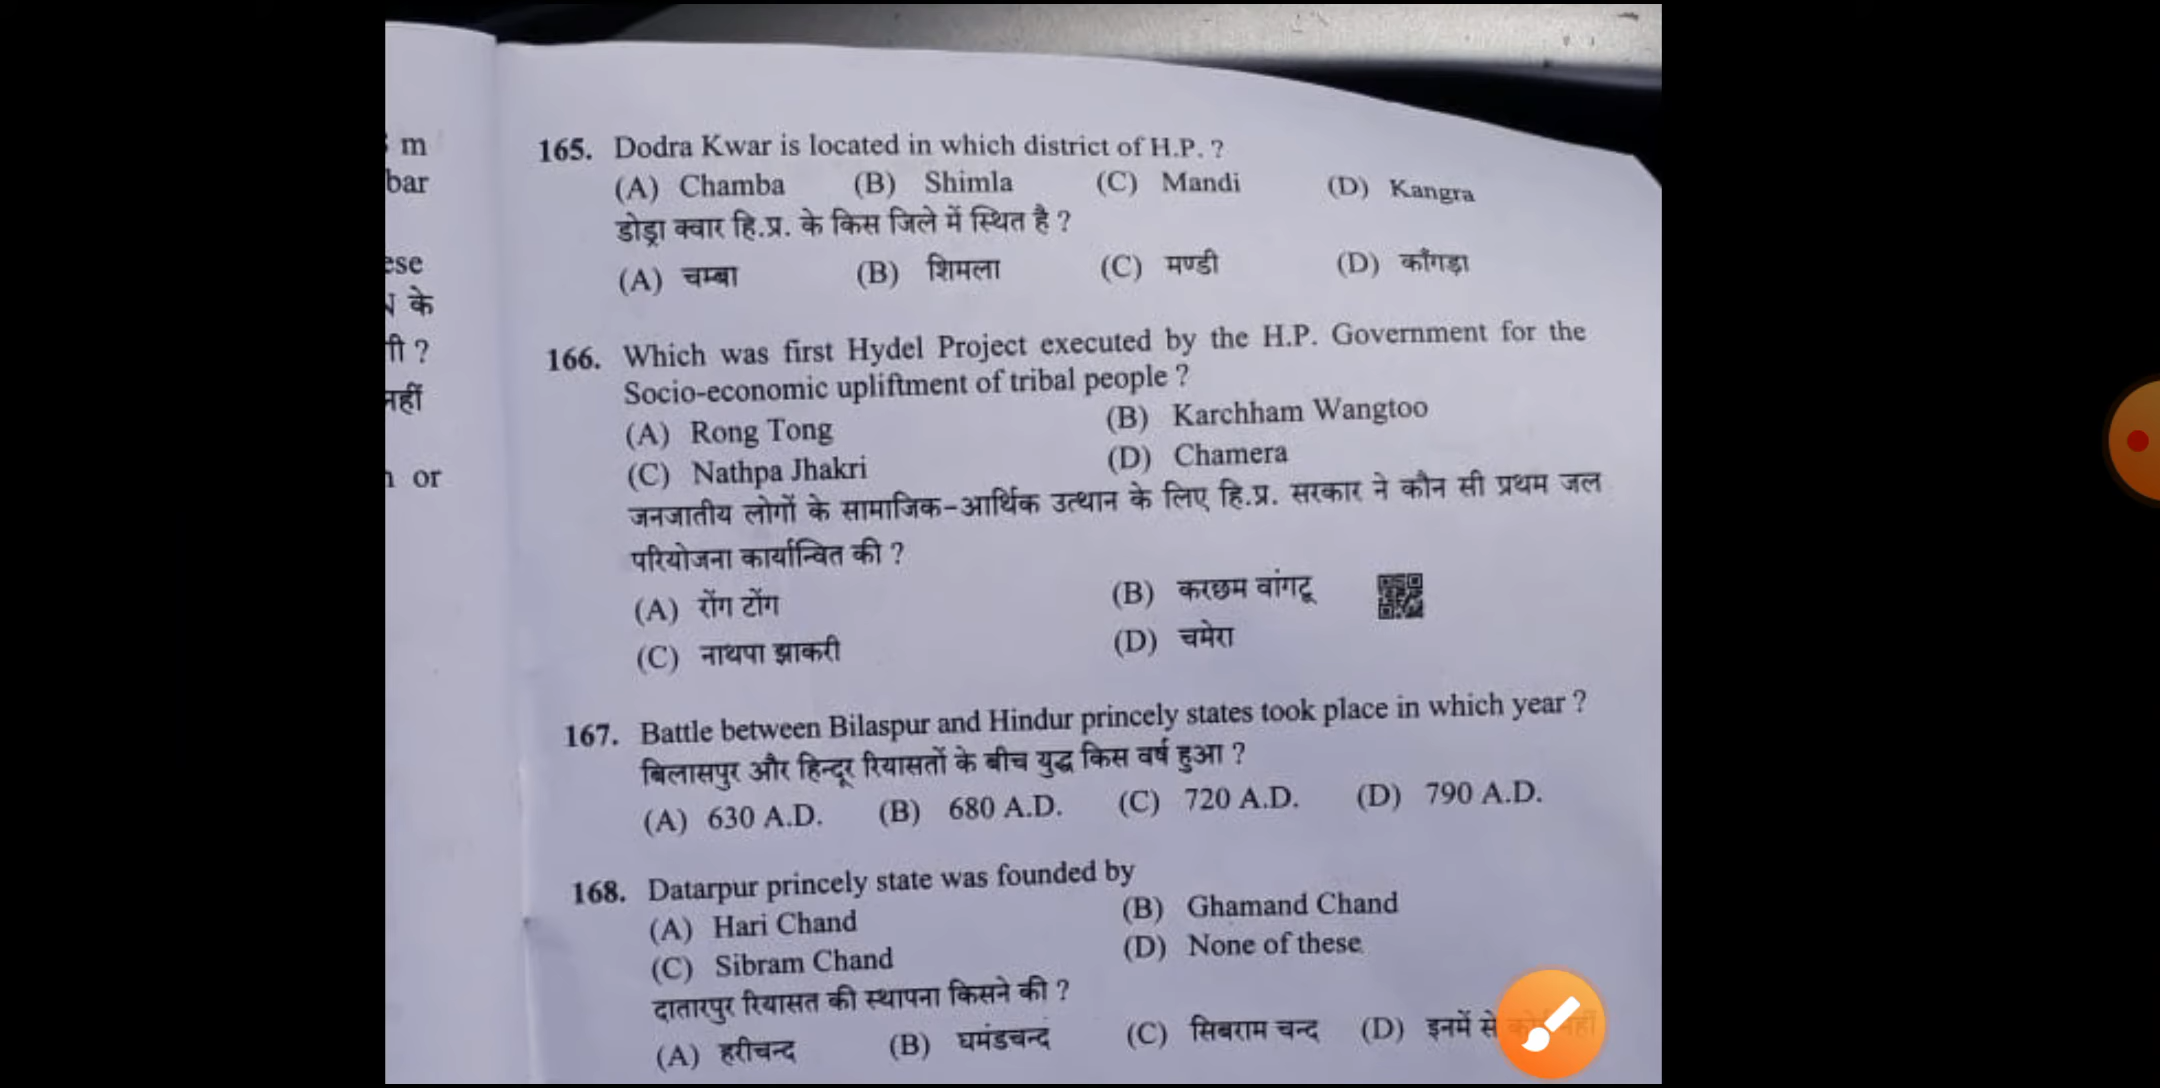 m
bar
ese
के
गी ?
नहीं
or
165. Dodra Kwar is located in which district of H.P. ?
(A) Chamba (B) Shimla (C) Mandi (D) Kangra
डोड्रा क्वार हि.प्र. के किस जिले में स्थित है ?
(A) चम्बा (B) शिमला (C) मण्डी (D) काँगड़ा
166. Which was first Hydel Project executed by the H.P. Government for the
Socio-economic upliftment of tribal people ?
(A) Rong Tong (B) Karchham Wangtoo
(C) Nathpa Jhakri (D) Chamera
जनजातीय लोगों के सामाजिक-आर्थिक उत्थान के लिए हि.प्र. सरकार ने कौन सी प्रथम जल
परियोजना कार्यान्वित की ?
(A) रोंग टोंग (B) करछम वांगटू
(C) नाथपा झाकरी (D) चमेरा
167. Battle between Bilaspur and Hindur princely states took place in which year ?
बिलासपुर और हिन्दूर रियासतों के बीच युद्ध किस वर्ष हुआ ?
(A) 630 A.D. (B) 680 A.D. (C) 720 A.D. (D) 790 A.D.
168. Datarpur princely state was founded by
(A) Hari Chand (B) Ghamand Chand
(C) Sibram Chand (D) None of these
दातारपुर रियासत की स्थापना किसने की ?
(A) हरीचन्द (B) घमंडचन्द (C) सिबराम चन्द (D) इनमें से